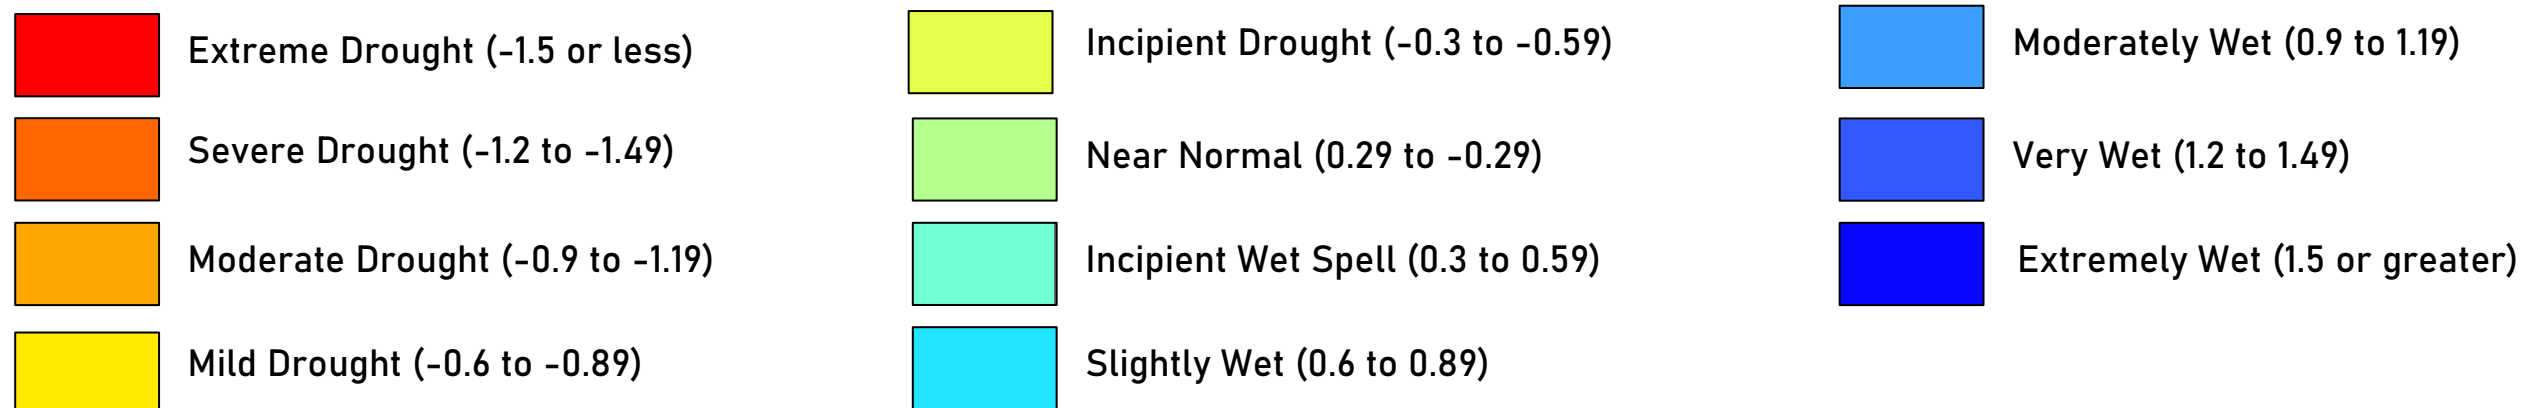 Extreme Drought (-1.5 or less)
Severe Drought (-1.2 to -1.49)
Moderate Drought (-0.9 to -1.19)
Mild Drought (-0.6 to -0.89)
Incipient Drought (-0.3 to -0.59)
Near Normal (0.29 to -0.29)
Incipient Wet Spell (0.3 to 0.59)
Slightly Wet (0.6 to 0.89)
Moderately Wet (0.9 to 1.19)
Very Wet (1.2 to 1.49)
Extremely Wet (1.5 or greater)